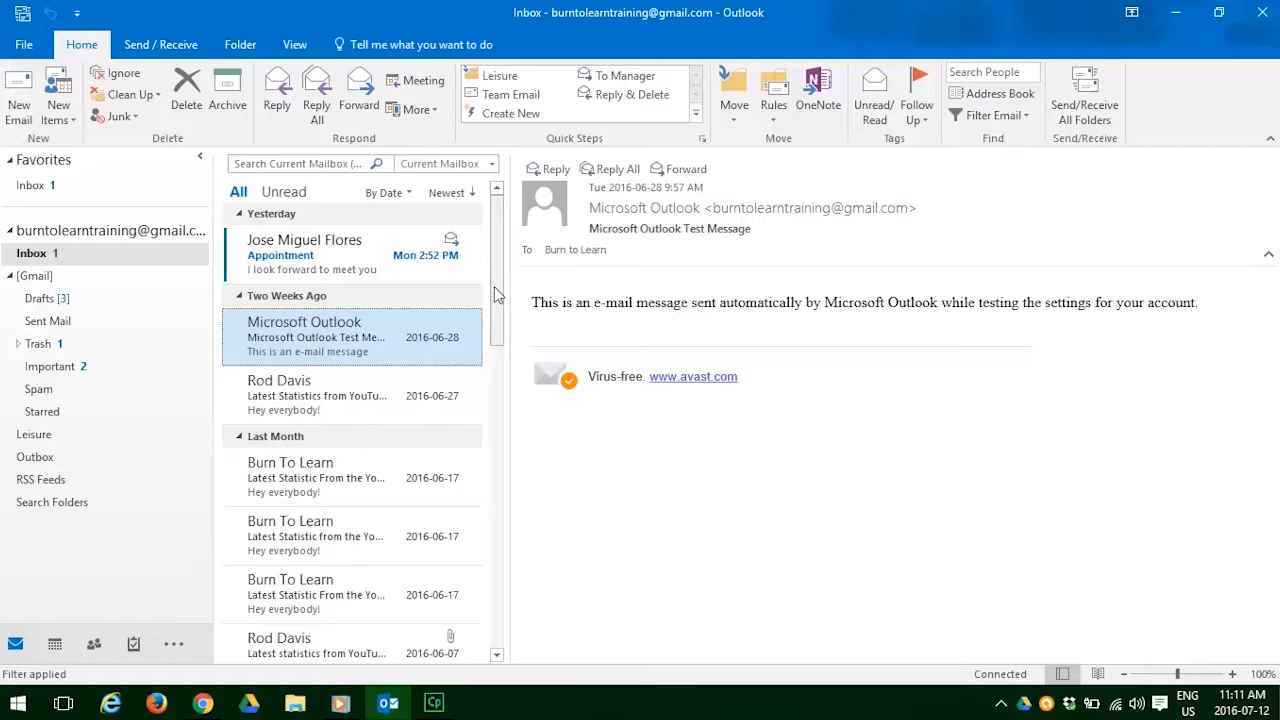 Inbox - burntolearntraining@gmail.com - Outlook
File Home Send / Receive Folder View Tell me what you want to do
New Email
New Items
New
Ignore
Clean Up
Junk
Delete
Archive
Delete
Reply
Reply All
Forward
Meeting
More
Respond
Leisure
Team Email
Create New
To Manager
Reply & Delete
Quick Steps
Move
Rules
OneNote
Move
Unread/ Read
Follow Up
Tags
Search People
Address Book
Filter Email
Find
Send/Receive All Folders
Send/Receive
Favorites
Inbox 1
burntolearntraining@gmail.c...
Inbox 1
[Gmail]
Drafts [3]
Sent Mail
Trash 1
Important 2
Spam
Starred
Leisure
Outbox
RSS Feeds
Search Folders
Search Current Mailbox (... Current Mailbox
All Unread By Date Newest
Yesterday
Jose Miguel Flores
Appointment Mon 2:52 PM
I look forward to meet you
Two Weeks Ago
Microsoft Outlook
Microsoft Outlook Test Me... 2016-06-28
This is an e-mail message
Rod Davis
Latest Statistics from YouTu... 2016-06-27
Hey everybody!
Last Month
Burn To Learn
Latest Statistic From the Yo... 2016-06-17
Hey everybody!
Burn To Learn
Latest Statistic From the Yo... 2016-06-17
Hey everybody!
Burn To Learn
Latest Statistic From the Yo... 2016-06-17
Hey everybody!
Rod Davis
Latest statistics from YouTu... 2016-06-07
Reply Reply All Forward
Tue 2016-06-28 9:57 AM
Microsoft Outlook <burntolearntraining@gmail.com>
Microsoft Outlook Test Message
To Burn to Learn
This is an e-mail message sent automatically by Microsoft Outlook while testing the settings for your account.
Virus-free. www.avast.com
Filter applied
Connected
100%
Cp
ENG
US
11:11 AM
2016-07-12